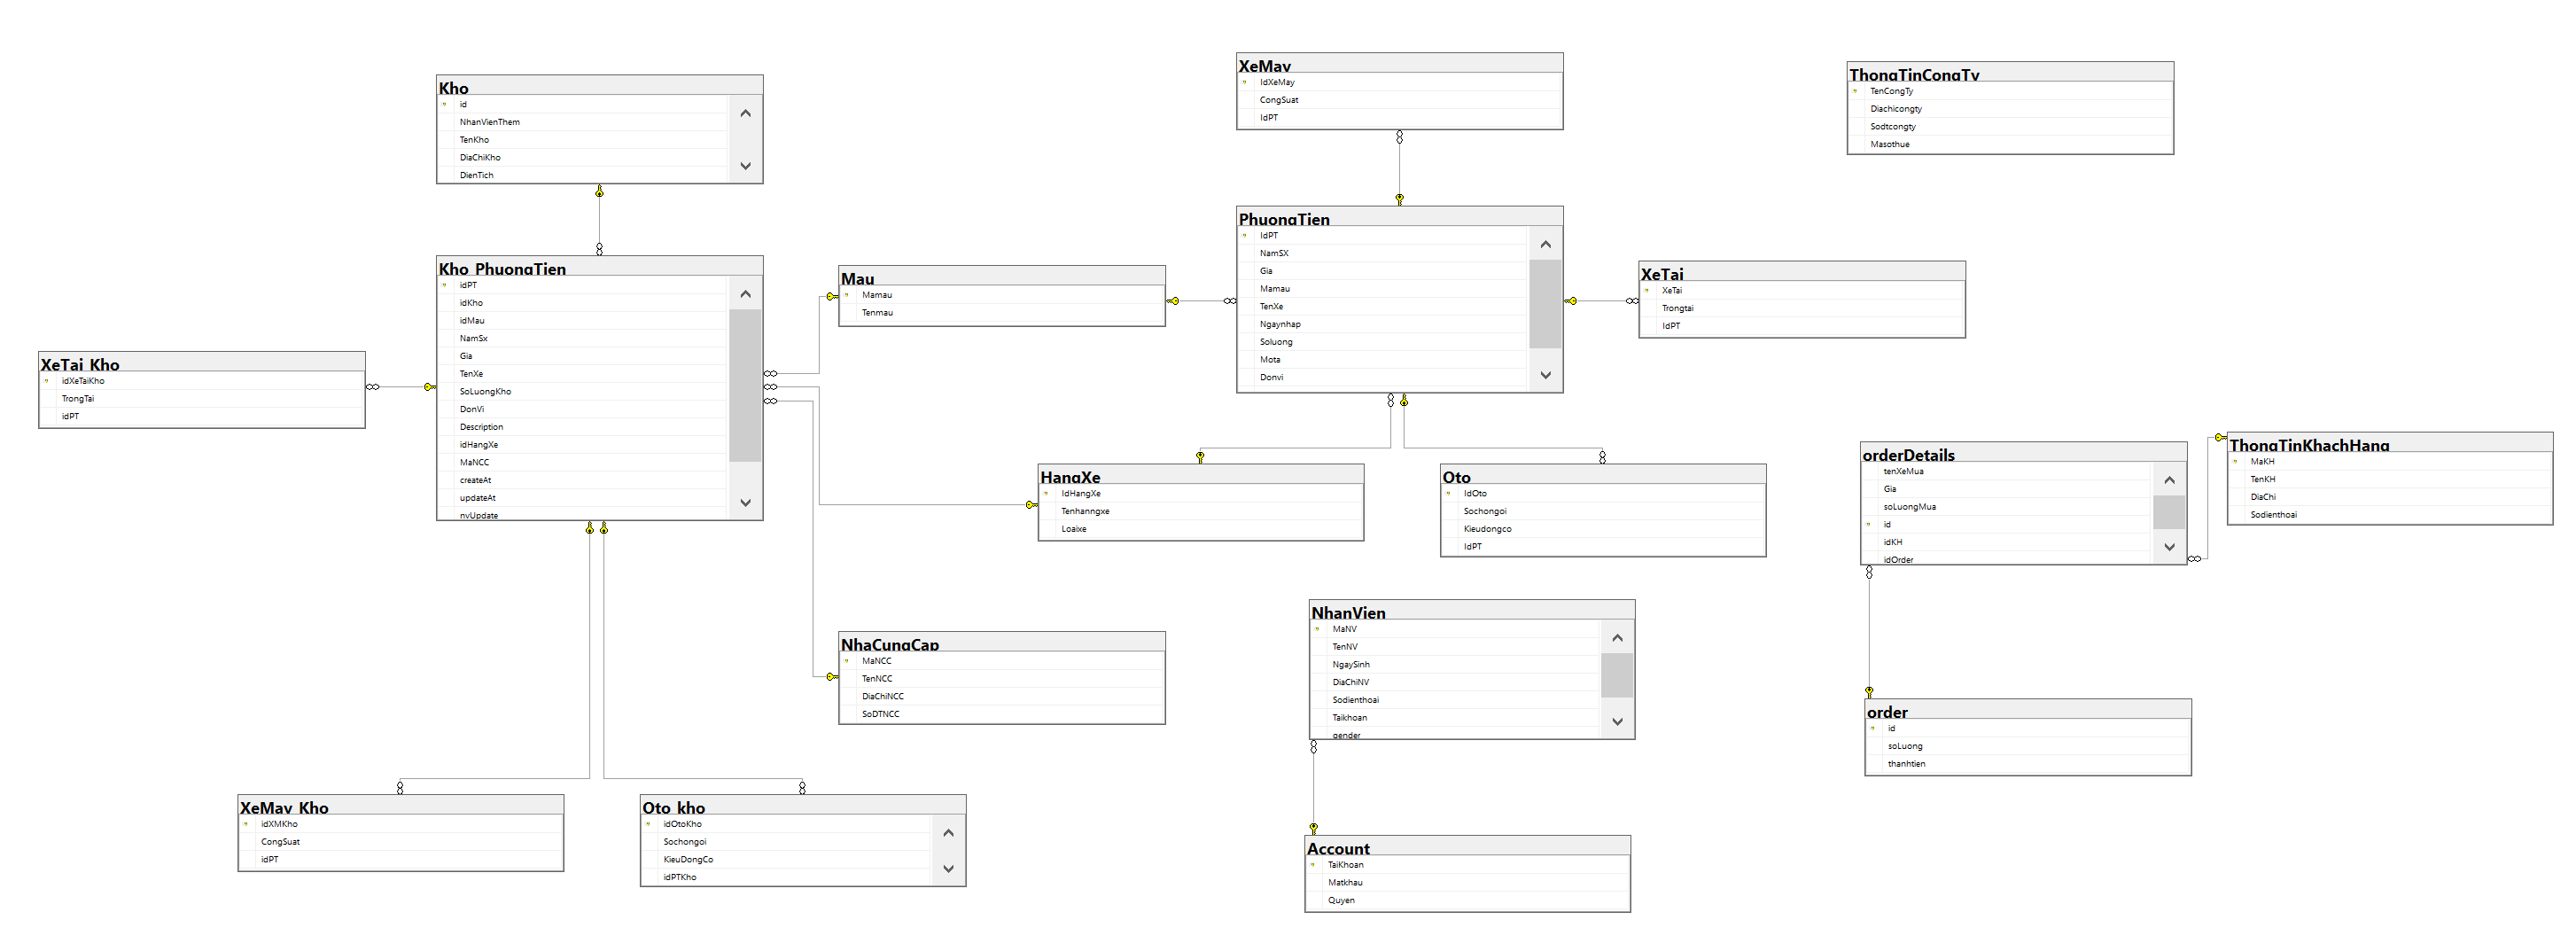 Kho
id
NhanVienThem
TenKho
DiaChiKho
DienTich
XeMay
IdXeMay
CongSuat
IdPT
ThongTinCongTy
TenCongTy
Diachicongty
Sodtcongty
Masothue
Kho_PhuongTien
idPT
idKho
idMau
NamSx
Gia
TenXe
SoLuongKho
DonVi
Description
idHangXe
MaNCC
createAt
updateAt
nvUpdate
Mau
Mamau
Tenmau
PhuongTien
IdPT
NamSX
Gia
Mamau
TenXe
Ngaynhap
Soluong
Mota
Donvi
XeTai
XeTai
Trongtai
IdPT
XeTai_Kho
idXeTaiKho
TrongTai
idPT
HangXe
IdHangXe
Tenhanngxe
Loaixe
Oto
IdOto
Sochongoi
Kieudongco
IdPT
orderDetails
tenXeMua
Gia
soLuongMua
id
idKH
idOrder
ThongTinKhachHang
MaKH
TenKH
DiaChi
Sodienthoai
NhaCungCap
MaNCC
TenNCC
DiaChiNCC
SoDTNCC
NhanVien
MaNV
TenNV
NgaySinh
DiaChiNV
Sodienthoai
Taikhoan
gender
order
id
soLuong
thanhtien
XeMay_Kho
idXMKho
CongSuat
idPT
Oto_kho
idOtoKho
Sochongoi
KieuDongCo
idPTKho
Account
TaiKhoan
Matkhau
Quyen